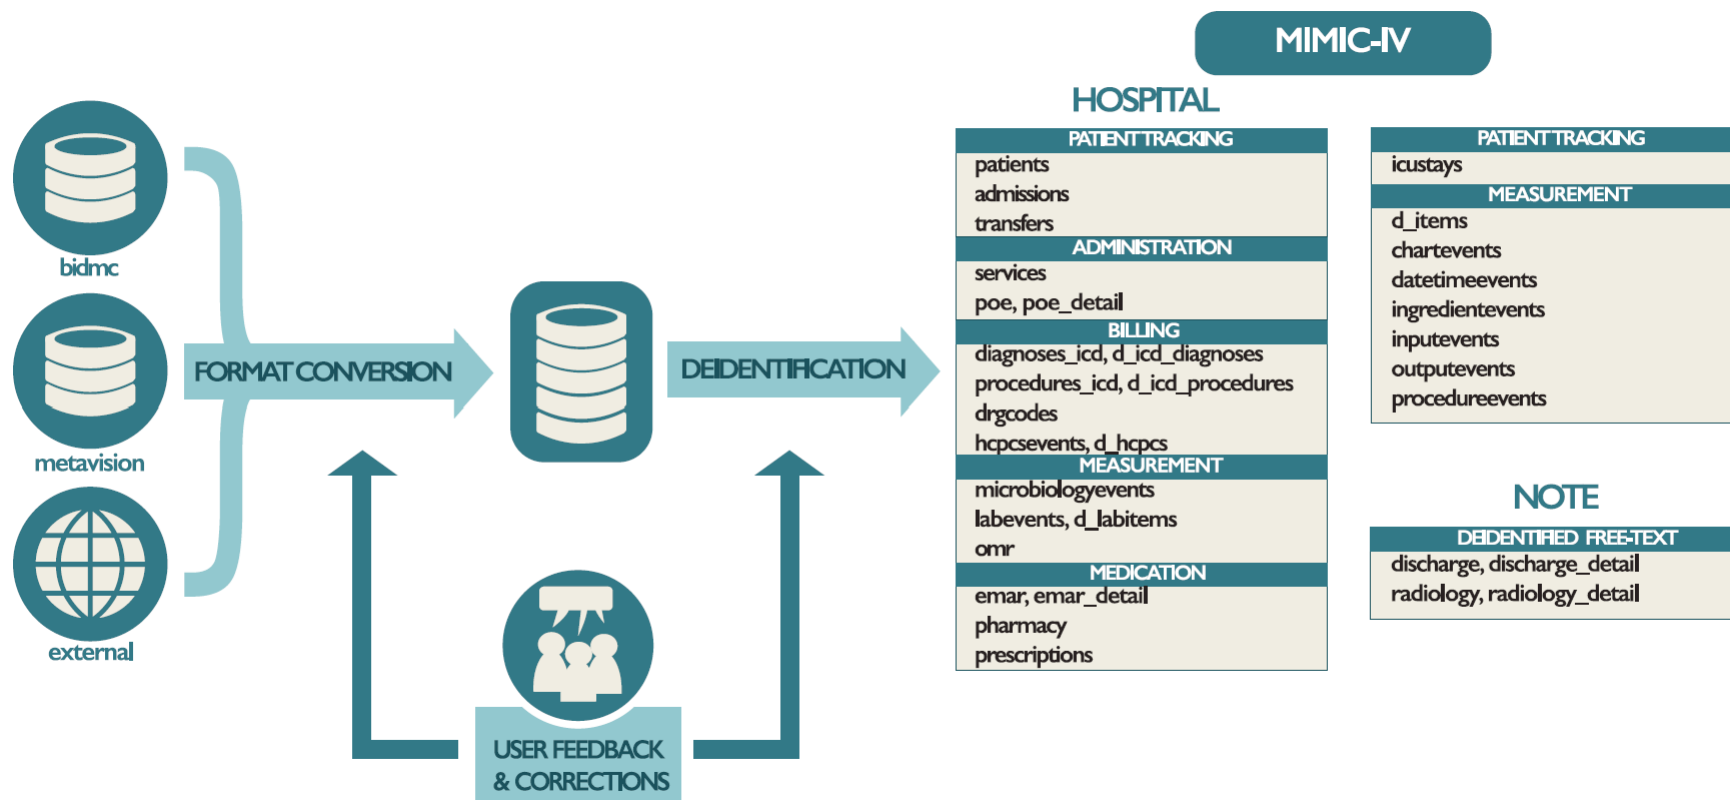 MIMIC-IV
bidmc
metavision
external
FORMAT CONVERSION
DEIDENTIFICATION
USER FEEDBACK
& CORRECTIONS
HOSPITAL
PATIENT TRACKING
patients
admissions
transfers
ADMINISTRATION
services
poe, poe_detail
BILLING
diagnoses_icd, d_icd_diagnoses
procedures_icd, d_icd_procedures
drgcodes
hcpcsevents, d_hcpcs
MEASUREMENT
microbiologyevents
labevents, d_labitems
omr
MEDICATION
emar, emar_detail
pharmacy
prescriptions
PATIENT TRACKING
icustays
MEASUREMENT
d_items
chartevents
datetimeevents
ingredientevents
inputevents
outputevents
procedureevents
NOTE
DEIDENTIFIED FREE-TEXT
discharge, discharge_detail
radiology, radiology_detail